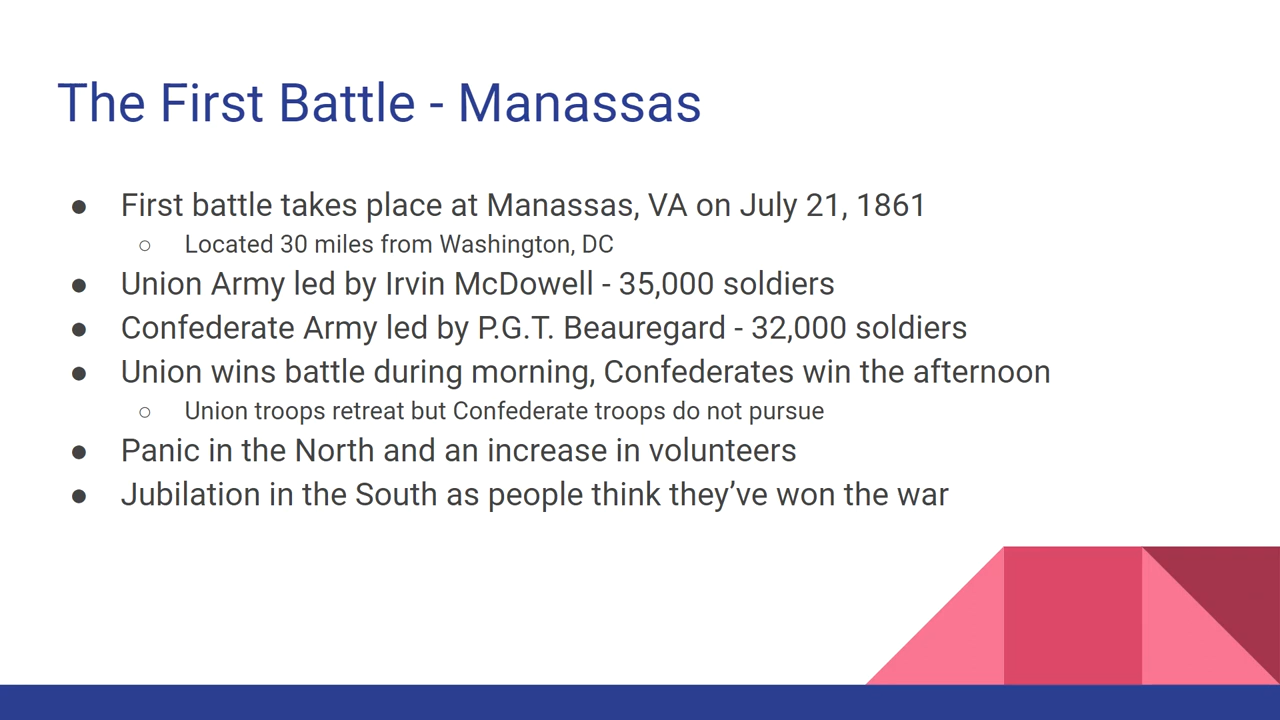 The First Battle - Manassas
● First battle takes place at Manassas, VA on July 21, 1861
○ Located 30 miles from Washington, DC
● Union Army led by Irvin McDowell - 35,000 soldiers
● Confederate Army led by P.G.T. Beauregard - 32,000 soldiers
● Union wins battle during morning, Confederates win the afternoon
○ Union troops retreat but Confederate troops do not pursue
● Panic in the North and an increase in volunteers
● Jubilation in the South as people think they’ve won the war